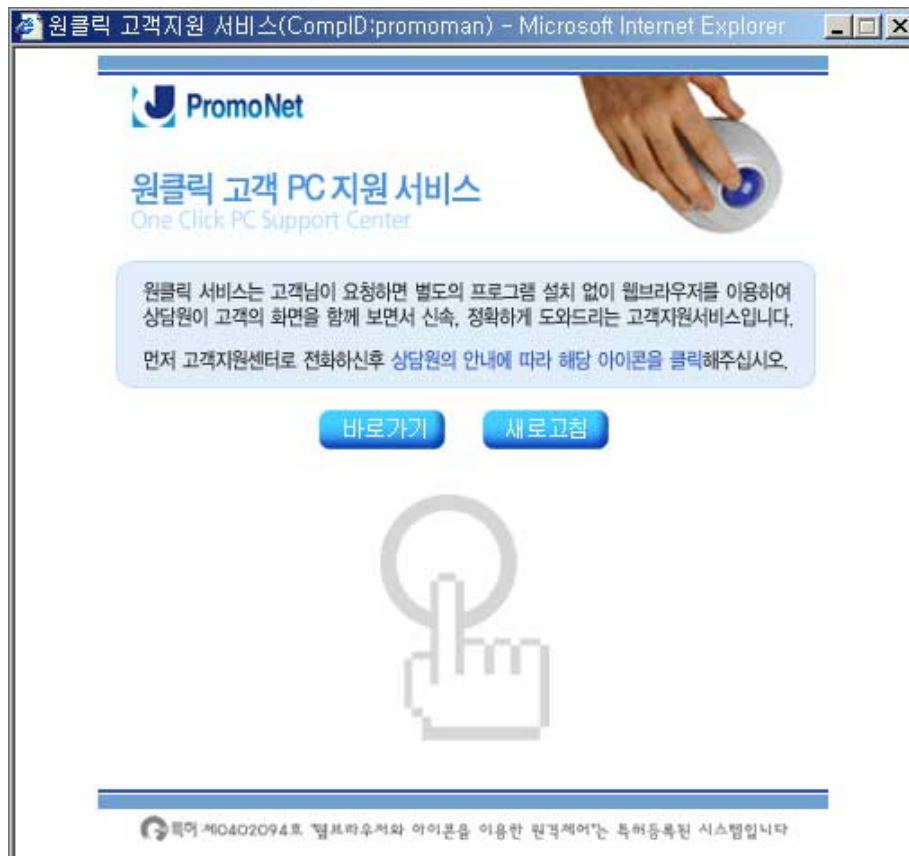 원클릭 고객지원 서비스(CompID:promoman) - Microsoft Internet Explorer
PromoNet
원클릭 고객 PC 지원 서비스
One Click PC Support Center
원클릭 서비스는 고객님이 요청하면 별도의 프로그램 설치 없이 웹브라우저를 이용하여
상담원이 고객의 화면을 함께 보면서 신속, 정확하게 도와드리는 고객지원서비스입니다.
먼저 고객지원센터로 전화하신후 상담원의 안내에 따라 해당 아이콘을 클릭해주십시오.
바로가기 새로고침
특허 제0402094호 "웹브라우저와 아이콘을 이용한 원격제어"는 특허등록된 시스템입니다